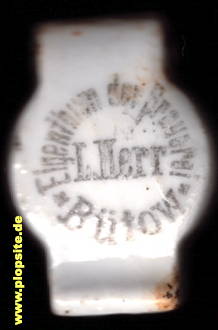 Eigenthum der Brauerei
L. Herr
* Bütow *
www.plopsite.de